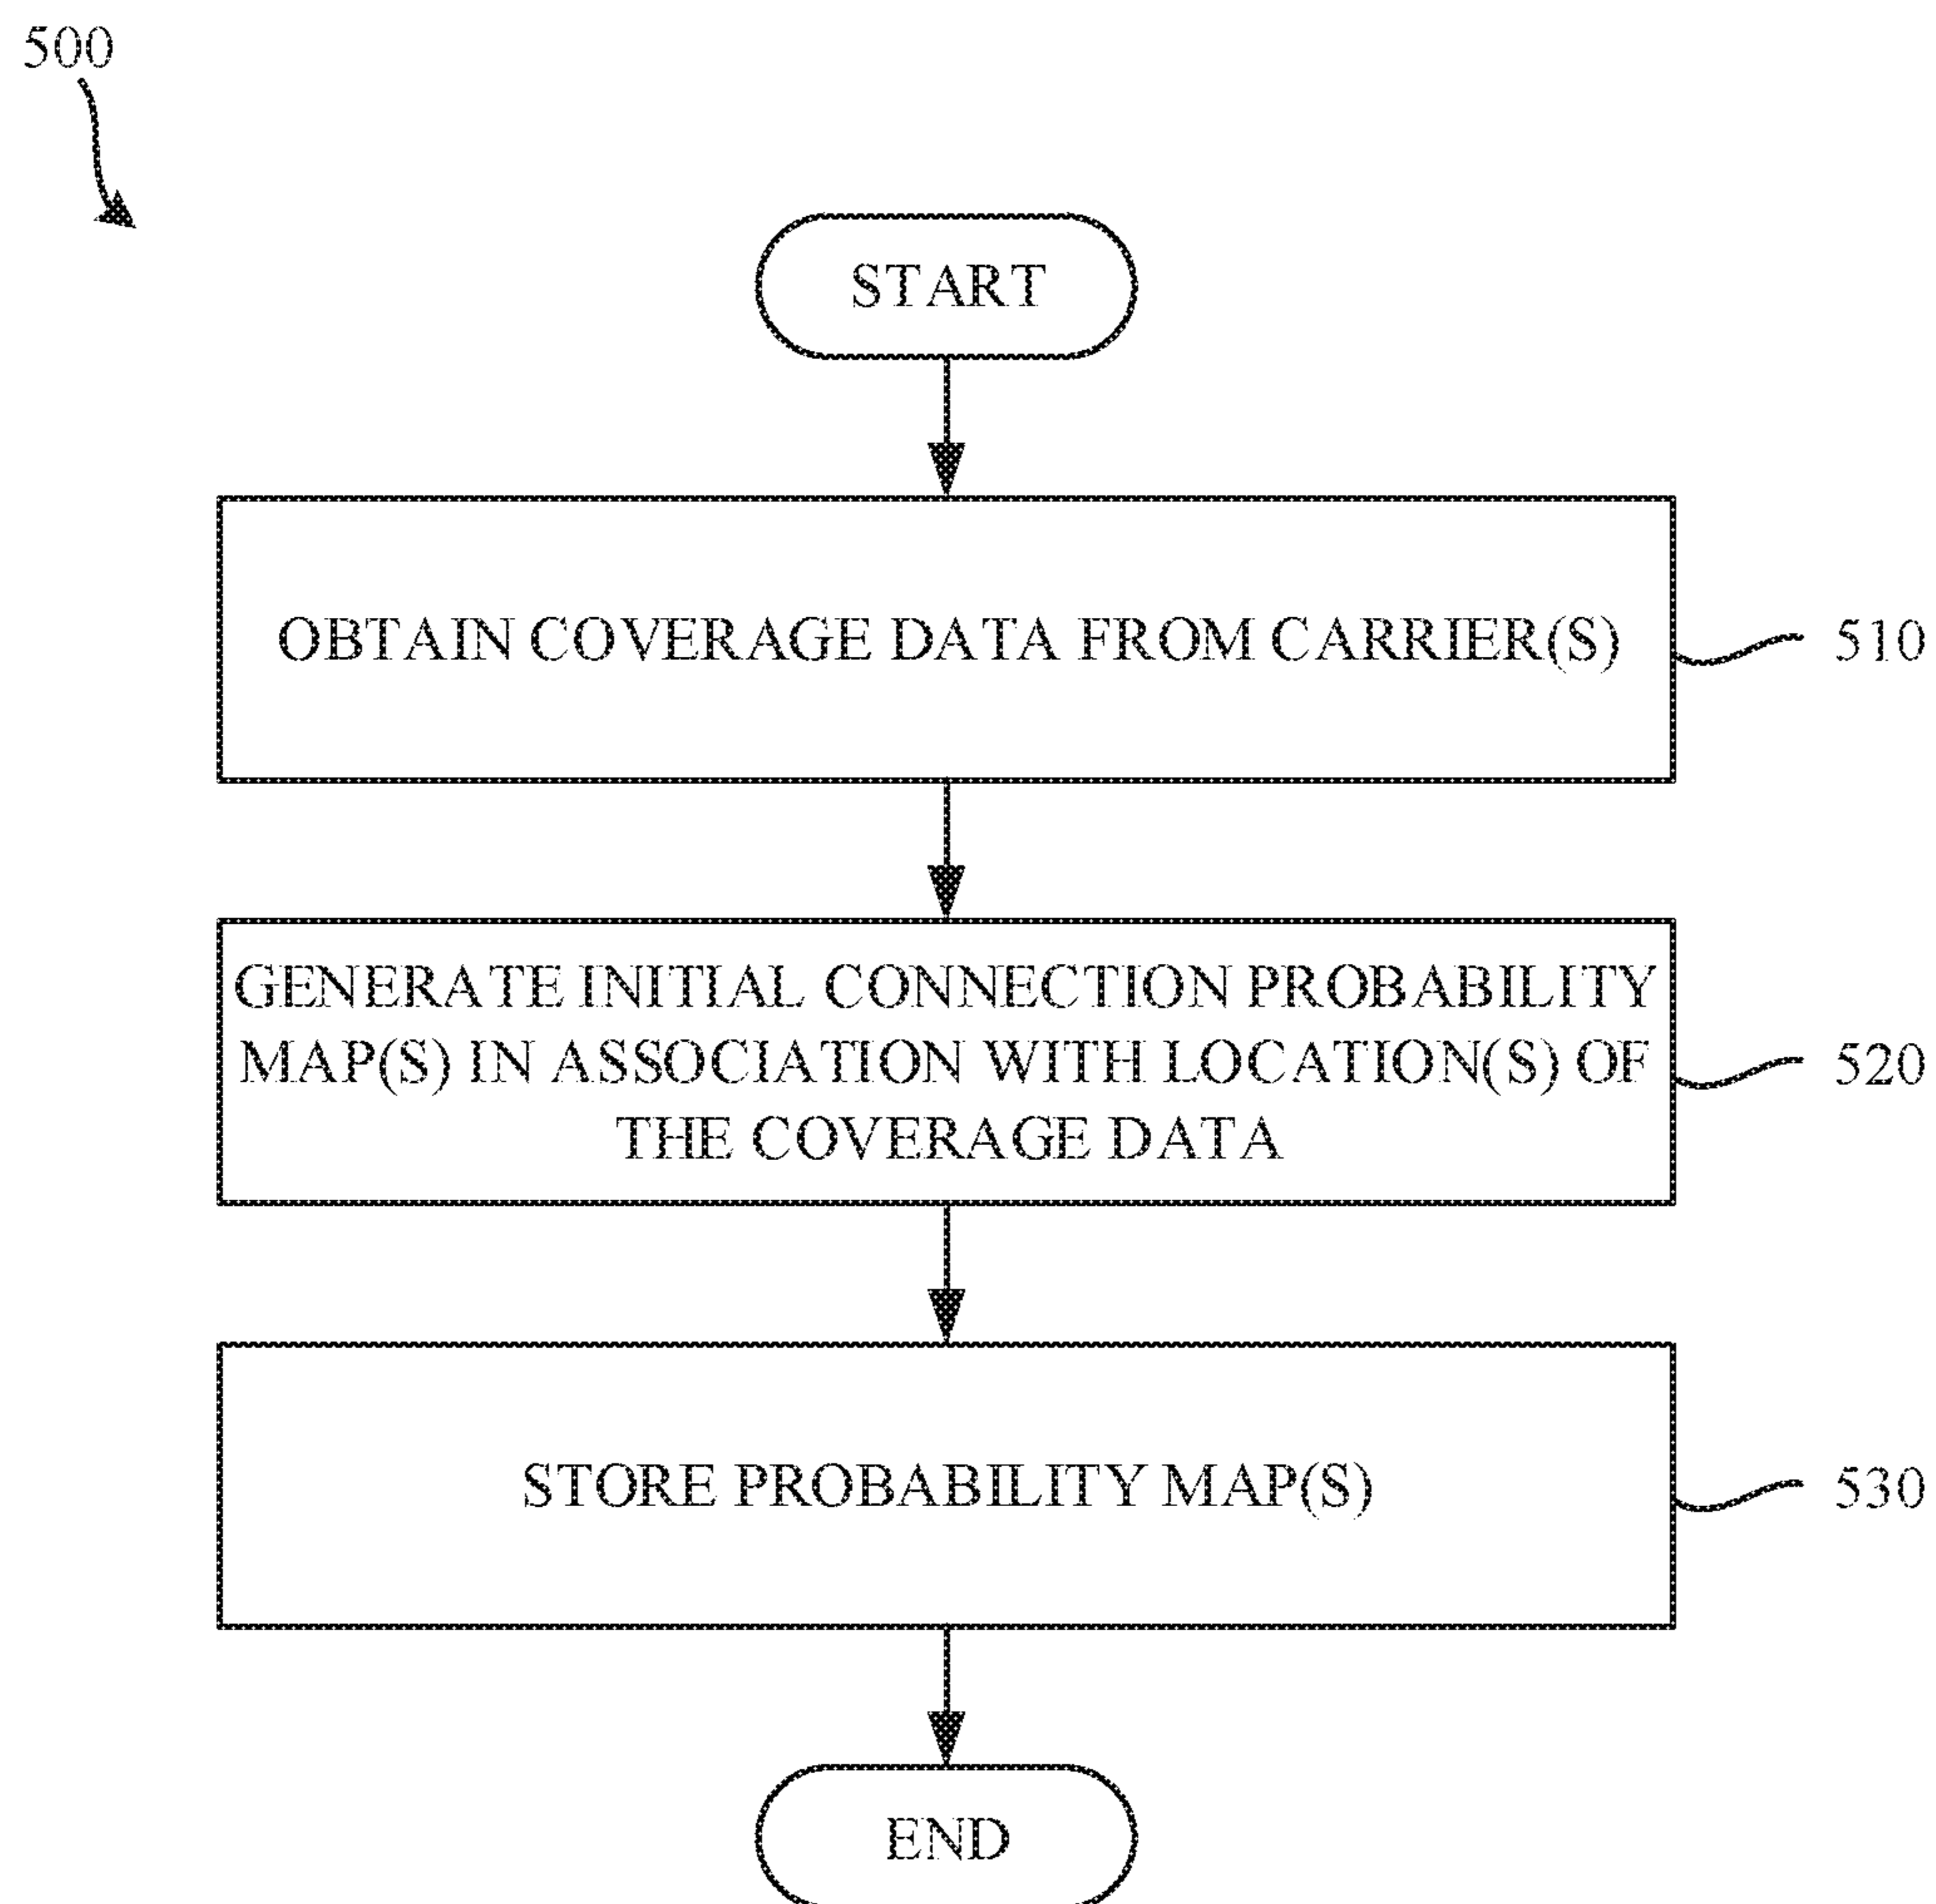 500
START
OBTAIN COVERAGE DATA FROM CARRIER(S)
510
GENERATE INITIAL CONNECTION PROBABILITY
MAP(S) IN ASSOCIATION WITH LOCATION(S) OF
THE COVERAGE DATA
520
STORE PROBABILITY MAP(S)
530
END